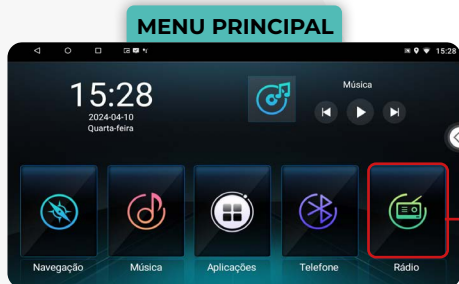 MENU PRINCIPAL
15:28
15:28
2024-04-10
Quarta-feira
Música
Navegação
Música
Aplicações
Telefone
Rádio